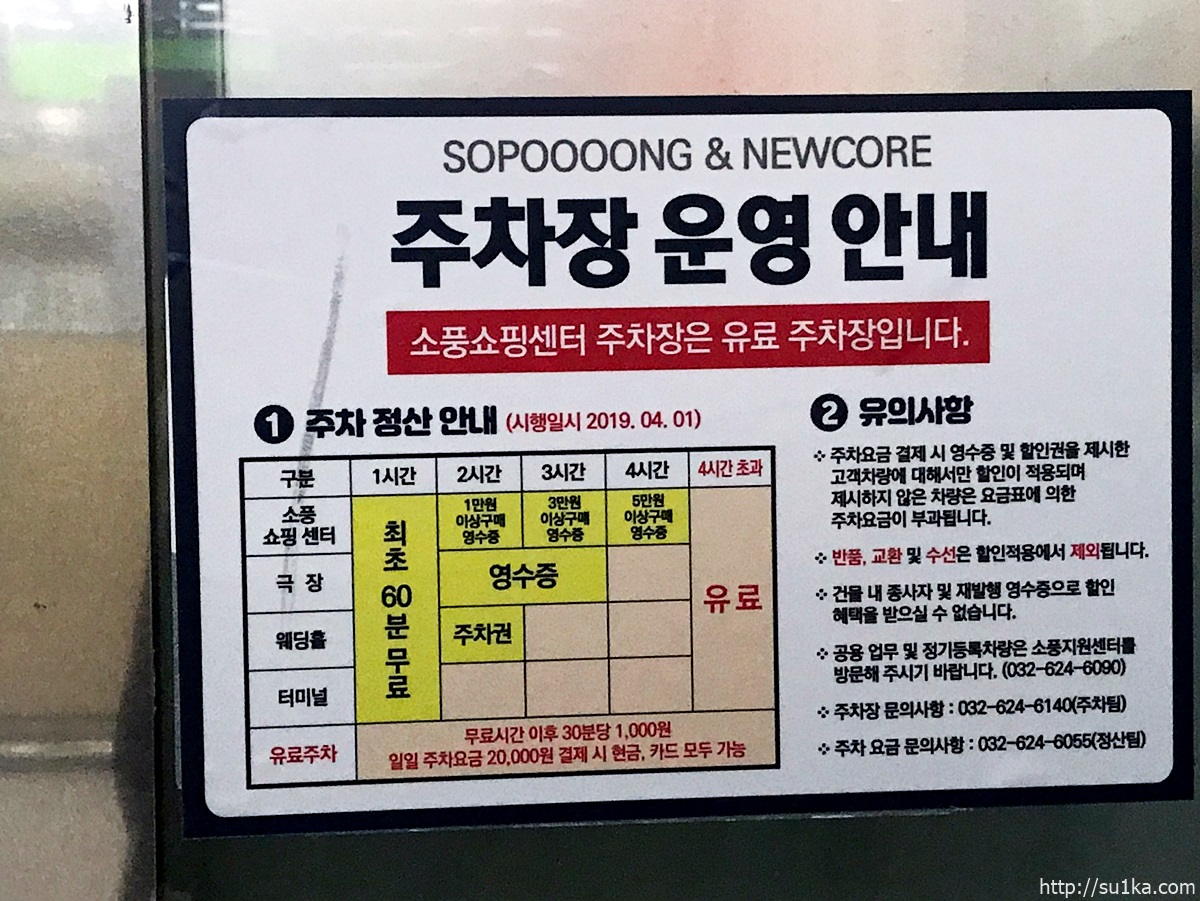 SOPOOOONG & NEWCORE
주차장 운영 안내
소풍쇼핑센터 주차장은 유료 주차장입니다.
1 주차 정산 안내 (시행일시 2019. 04. 01)
구분 1시간 2시간 3시간 4시간 4시간 초과
소풍 쇼핑 센터
최초 60분 무료
1만원 이상구매 영수증
3만원 이상구매 영수증
5만원 이상구매 영수증
유료
극 장
영수증
웨딩홀
주차권
터미널
유료주차
무료시간 이후 30분당 1,000원
일일 주차요금 20,000원 결제 시 현금, 카드 모두 가능
2 유의사항
❖ 주차요금 결제 시 영수증 및 할인권을 제시한
고객차량에 대해서만 할인이 적용되며
제시하지 않은 차량은 요금표에 의한
주차요금이 부과됩니다.
❖ 반품, 교환 및 수선은 할인적용에서 제외됩니다.
❖ 건물 내 종사자 및 재발행 영수증으로 할인
혜택을 받으실 수 없습니다.
❖ 공용 업무 및 정기등록차량은 소풍지원센터를
방문해 주시기 바랍니다. (032-624-6090)
❖ 주차장 문의사항 : 032-624-6140(주차팀)
❖ 주차 요금 문의사항 : 032-624-6055(정산팀)
http://su1ka.com